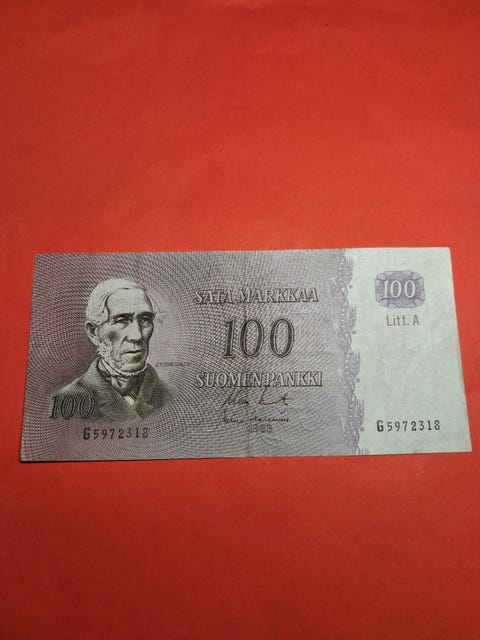 SATA MARKKAA
100
SUOMEN PANKKI
1963
100
G5972318
100
Litt. A
G5972318